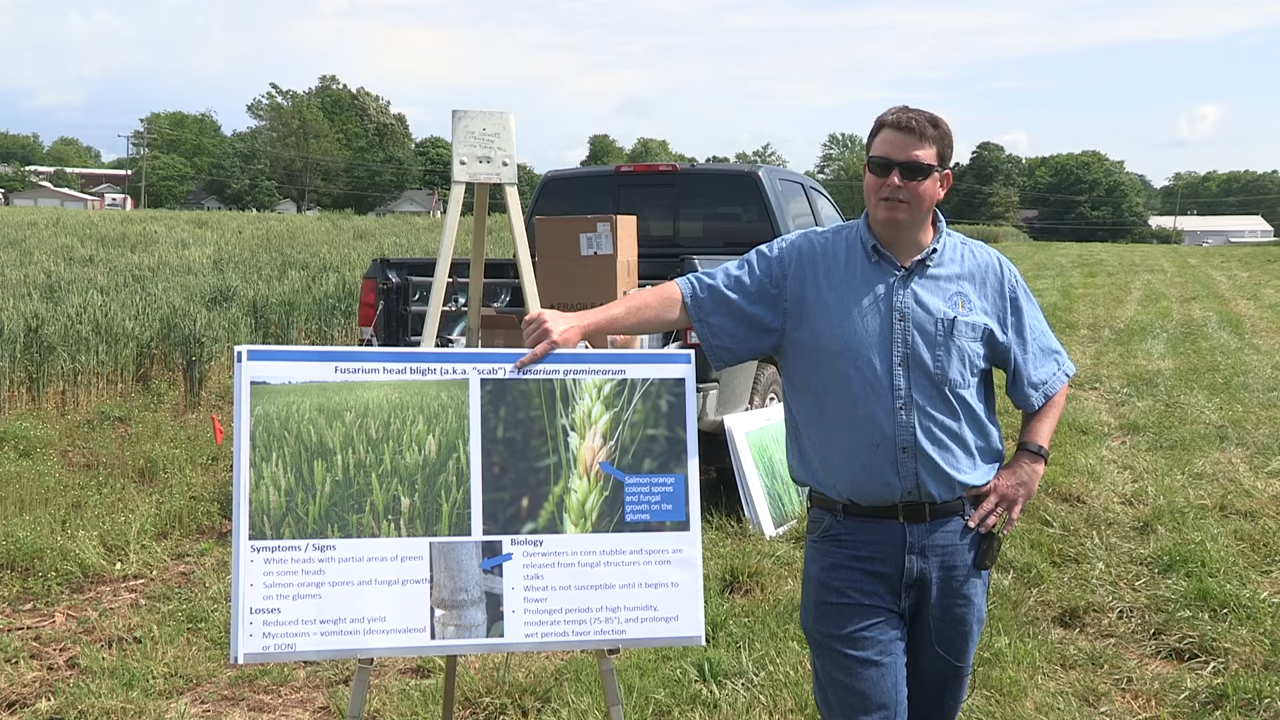 FRAGILE
Fusarium head blight (a.k.a. "scab") – Fusarium graminearum
Salmon-orange
colored spores
and fungal
growth on the
glumes
Symptoms / Signs
• White heads with partial areas of green
on some heads
• Salmon-orange spores and fungal growth
on the glumes
Losses
• Reduced test weight and yield
• Mycotoxins = vomitoxin (deoxynivalenol
or DON)
Biology
• Overwinters in corn stubble and spores are
released from fungal structures on corn
stalks
• Wheat is not susceptible until it begins to
flower
• Prolonged periods of high humidity,
moderate temps (75-85°), and prolonged
wet periods favor infection